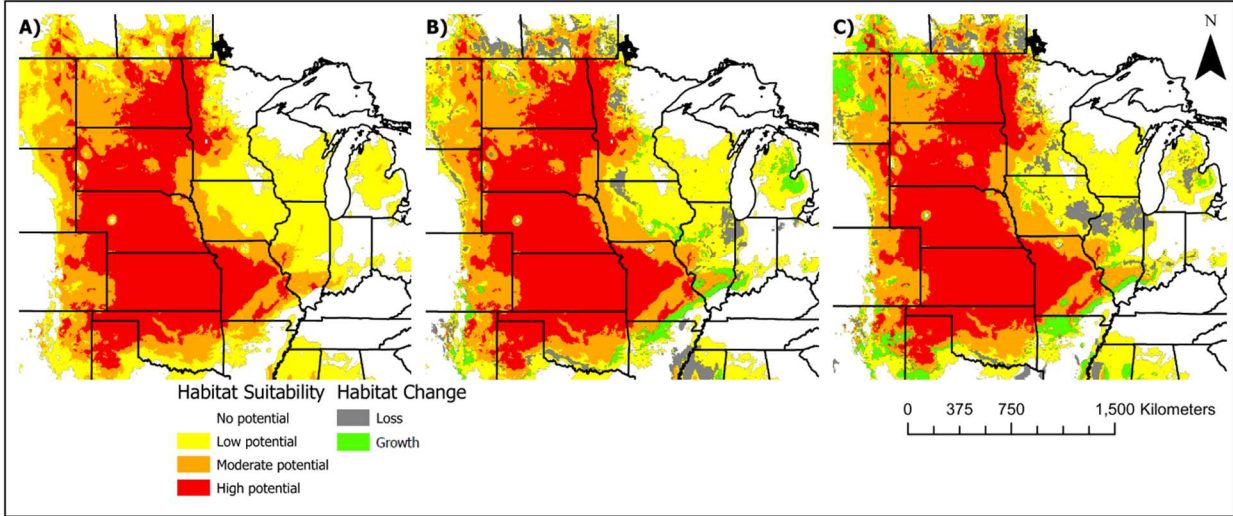 A)
B)
C)
N
Habitat Suitability
No potential
Low potential
Moderate potential
High potential
Habitat Change
Loss
Growth
0 375 750 1,500 Kilometers